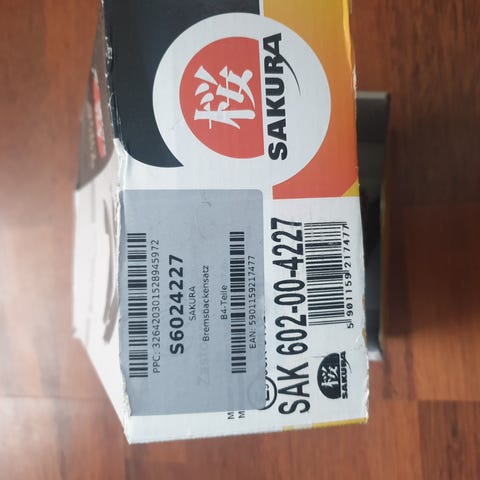 桜
SAKURA
PPC: 3264203015289459 72
S6024227
SAKURA
Bremsbackensatz
B4-Teile
EAN: 5901159217477
SAK 602-00-4227
5 901159 217477
桜
SAKURA